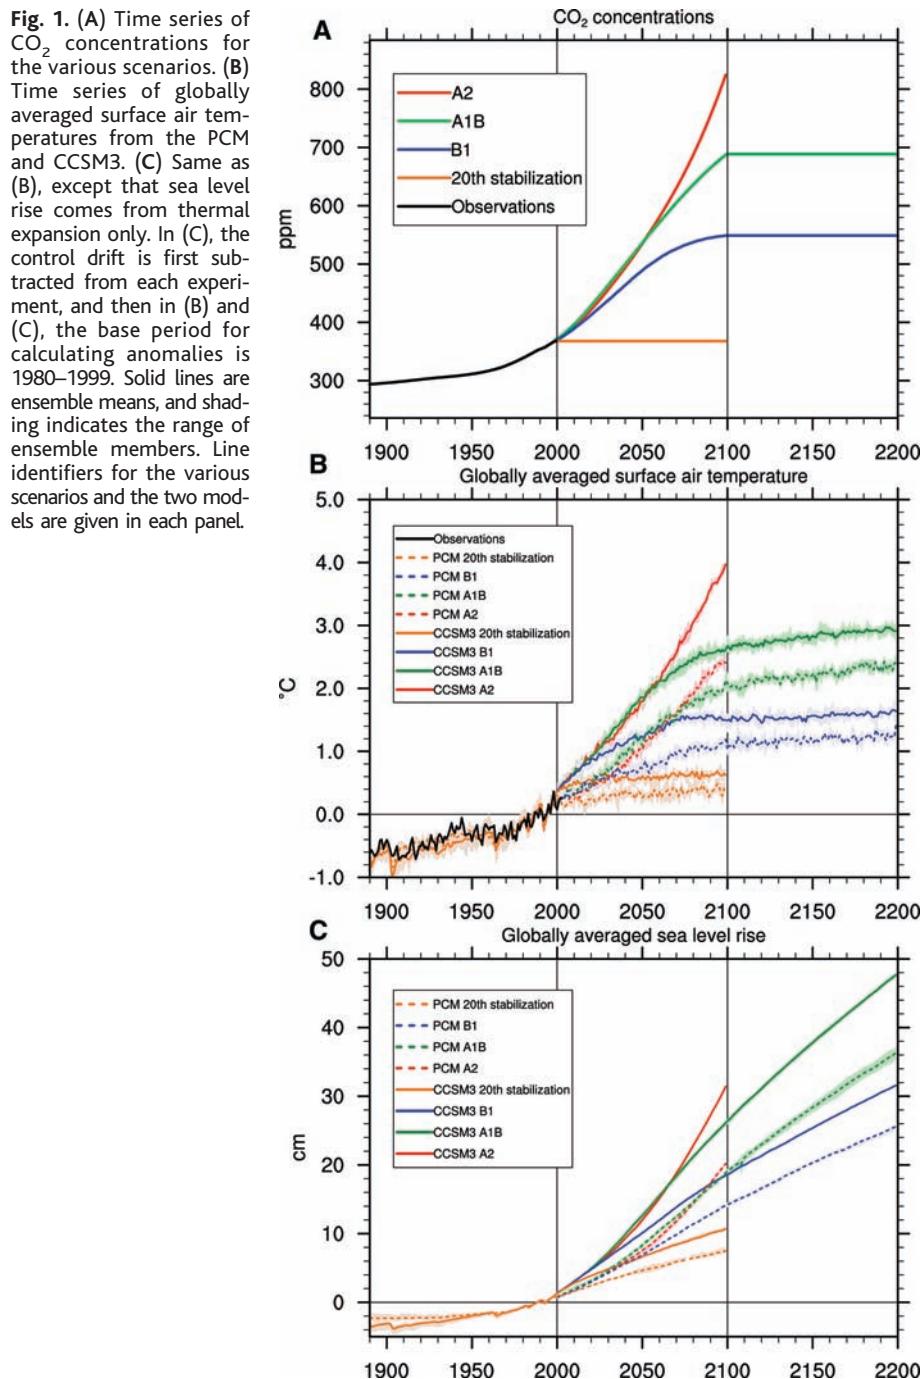 Fig. 1. (A) Time series of
CO2 concentrations for
the various scenarios. (B)
Time series of globally
averaged surface air tem-
peratures from the PCM
and CCSM3. (C) Same as
(B), except that sea level
rise comes from thermal
expansion only. In (C), the
control drift is first sub-
tracted from each experi-
ment, and then in (B) and
(C), the base period for
calculating anomalies is
1980–1999. Solid lines are
ensemble means, and shad-
ing indicates the range of
ensemble members. Line
identifiers for the various
scenarios and the two mod-
els are given in each panel.
A
CO2 concentrations
ppm
800
700
600
500
400
300
A2
A1B
B1
20th stabilization
Observations
1900 1950 2000 2050 2100 2150 2200
B
Globally averaged surface air temperature
°C
5.0
4.0
3.0
2.0
1.0
0.0
-1.0
Observations
PCM 20th stabilization
PCM B1
PCM A1B
PCM A2
CCSM3 20th stabilization
CCSM3 B1
CCSM3 A1B
CCSM3 A2
1900 1950 2000 2050 2100 2150 2200
C
Globally averaged sea level rise
cm
50
40
30
20
10
0
PCM 20th stabilization
PCM B1
PCM A1B
PCM A2
CCSM3 20th stabilization
CCSM3 B1
CCSM3 A1B
CCSM3 A2
1900 1950 2000 2050 2100 2150 2200